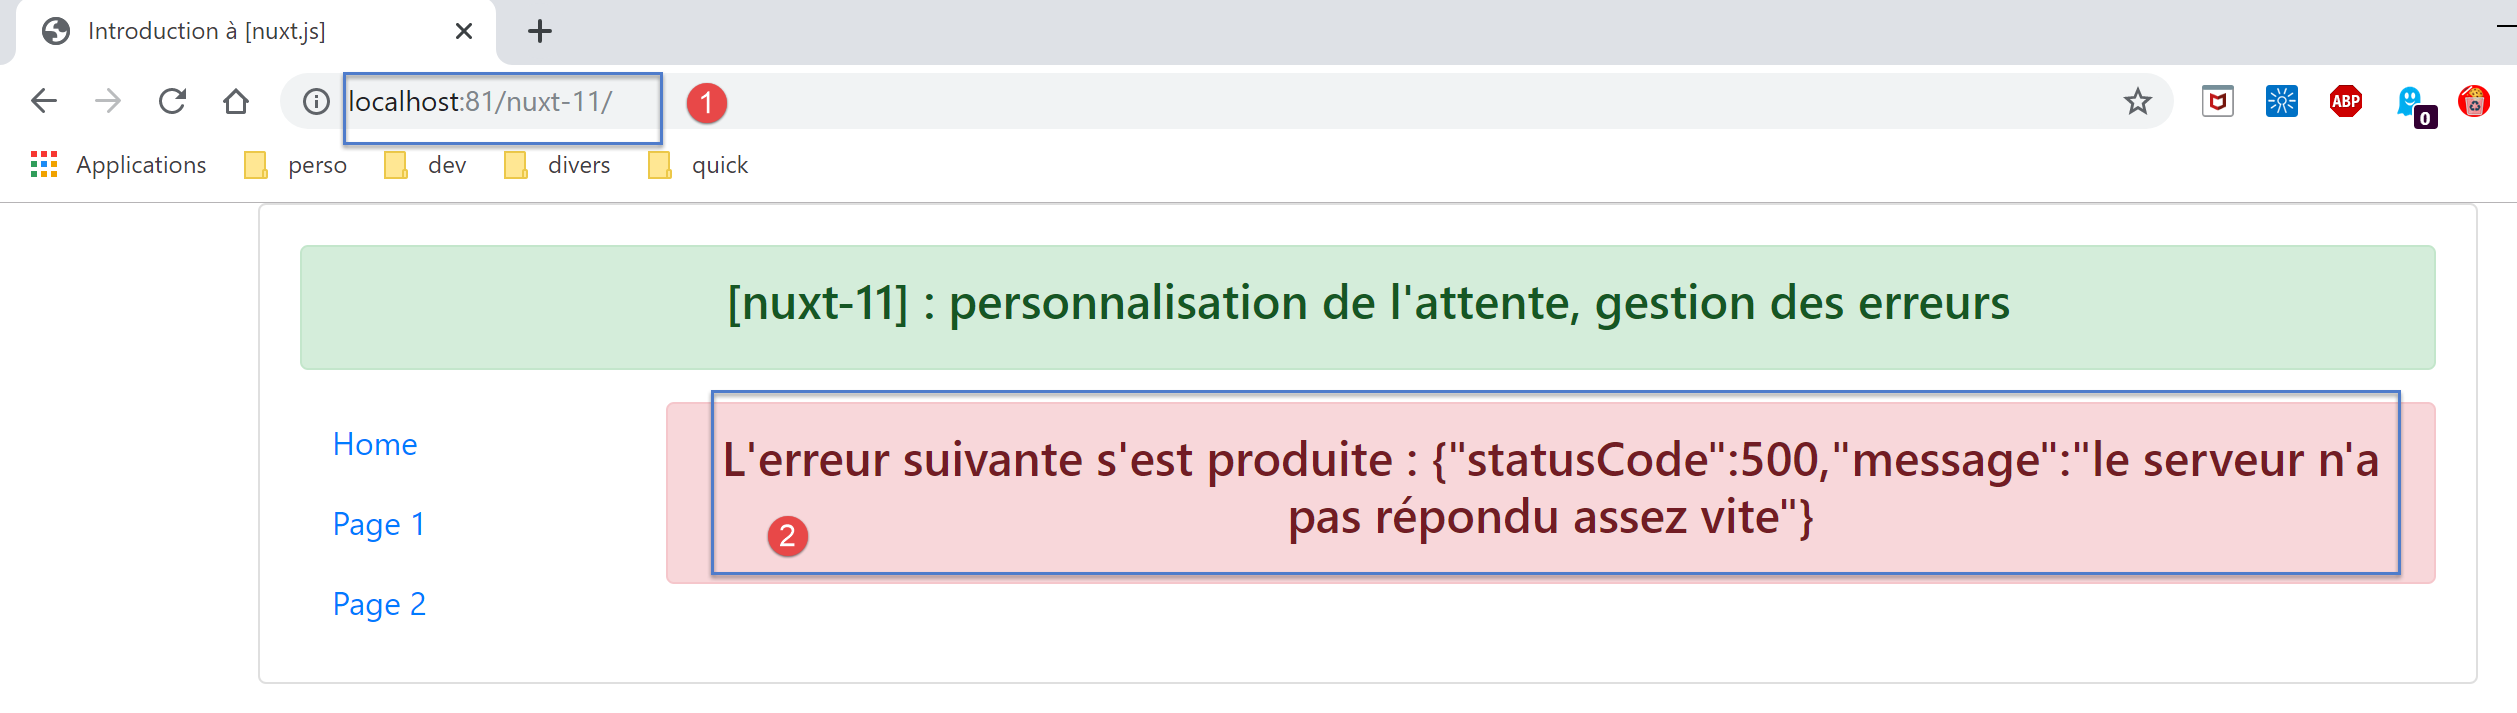 Introduction à [nuxt.js]
localhost:81/nuxt-11/
1
ABP
0
Applications
perso
dev
divers
quick
[nuxt-11] : personnalisation de l'attente, gestion des erreurs
Home
Page 1
Page 2
L'erreur suivante s'est produite : {"statusCode":500,"message":"le serveur n'a
pas répondu assez vite"}
2